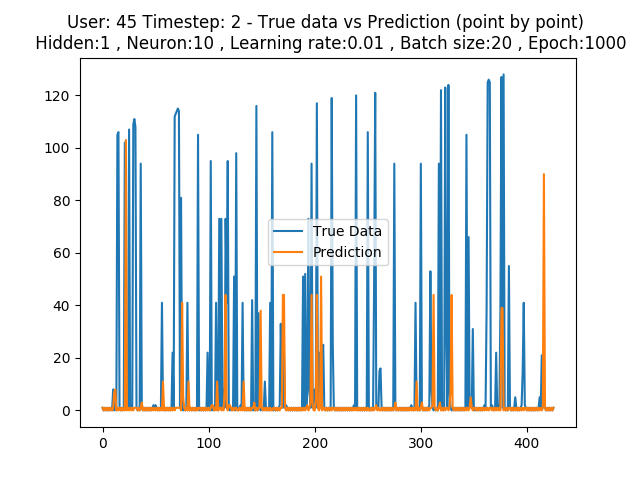 User: 45 Timestep: 2 - True data vs Prediction (point by point)
Hidden:1 , Neuron:10 , Learning rate:0.01 , Batch size:20 , Epoch:1000
120
100
80
60
40
20
0
True Data
Prediction
0 100 200 300 400